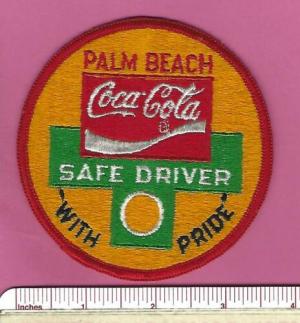 PALM BEACH
Coca-Cola
SAFE DRIVER
"WITH PRIDE"
Inches 1 2 3 4